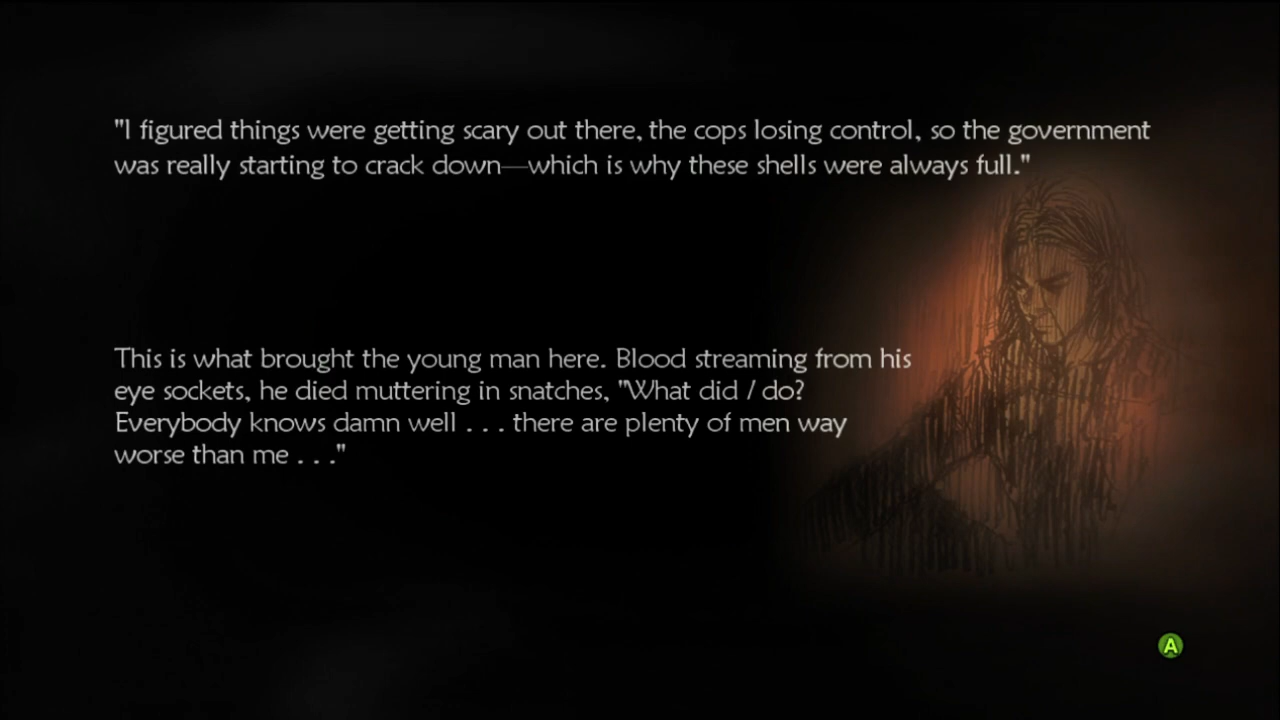 "I figured things were getting scary out there, the cops losing control, so the government
was really starting to crack down—which is why these shells were always full."
This is what brought the young man here. Blood streaming from his
eye sockets, he died muttering in snatches, "What did I do?
Everybody knows damn well . . . there are plenty of men way
worse than me . . ."
A